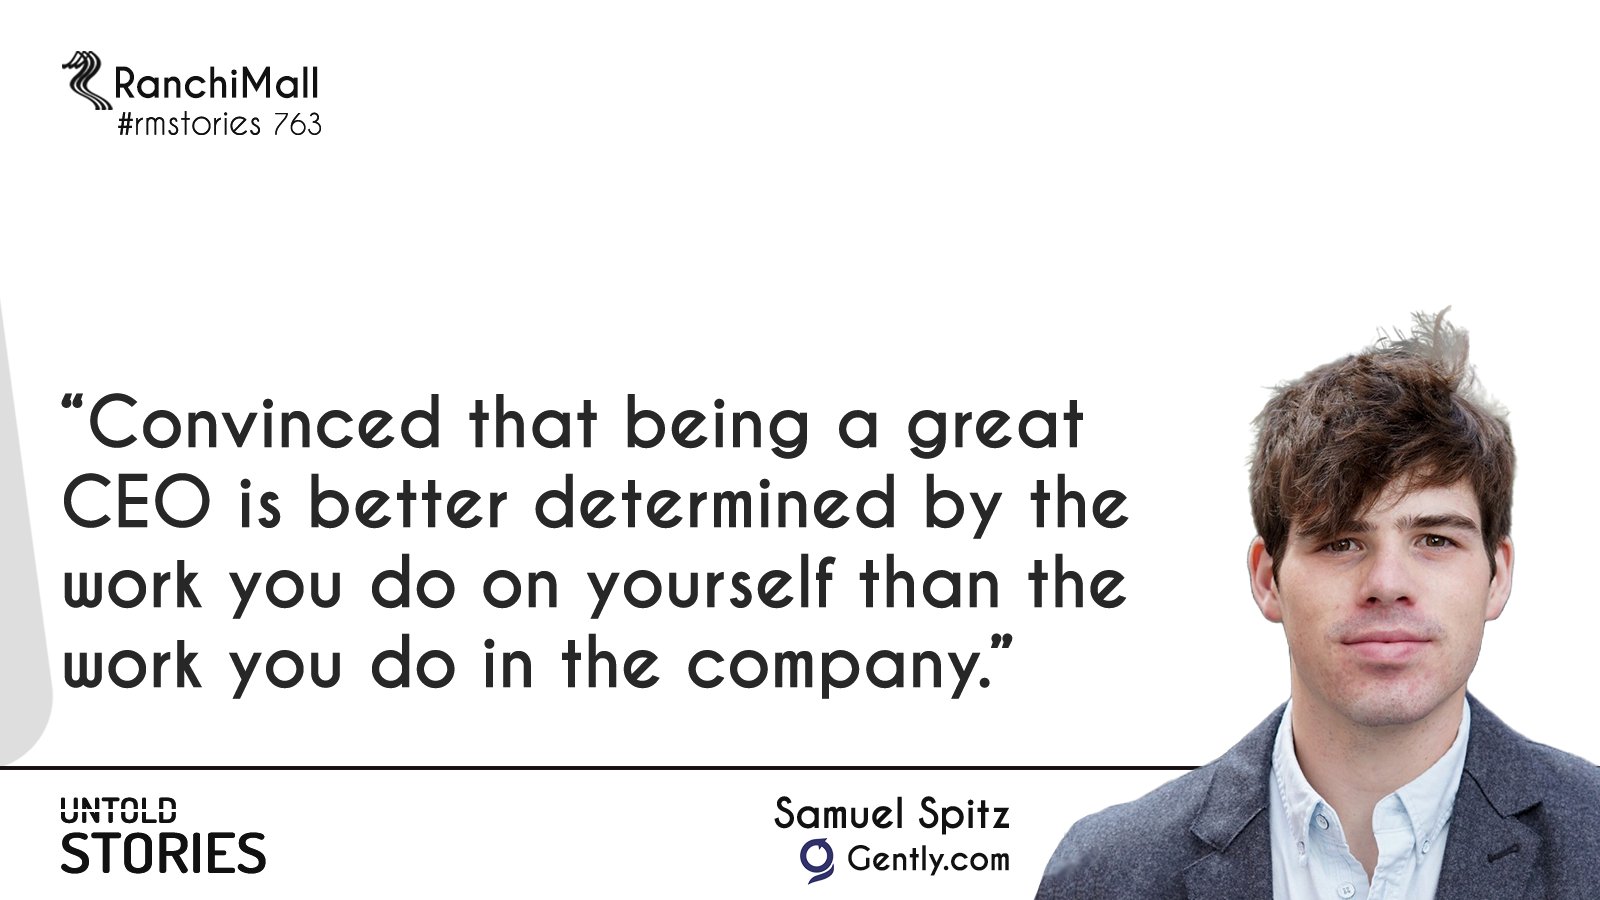 RanchiMall
#rmstories 763
“Convinced that being a great
CEO is better determined by the
work you do on yourself than the
work you do in the company.”
UNTOLD
STORIES
Samuel Spitz
Gently.com